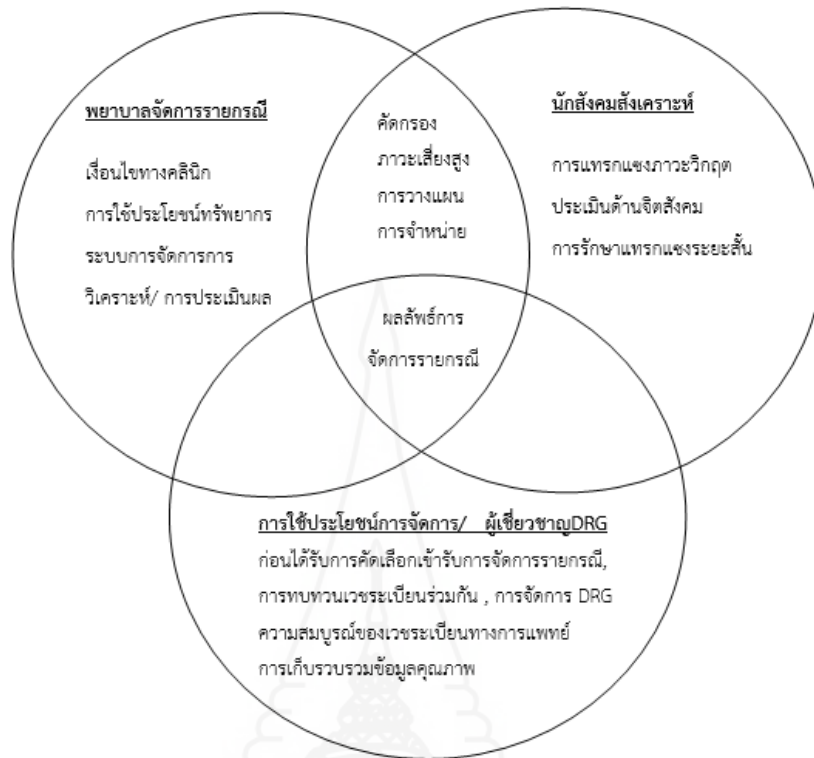 พยาบาลจัดการรายกรณี
เงื่อนไขทางคลินิก
การใช้ประโยชน์ทรัพยากร
ระบบการจัดการการ
วิเคราะห์/ การประเมินผล
คัดกรอง
ภาวะเสี่ยงสูง
การวางแผน
การจำหน่าย
นักสังคมสังเคราะห์
การแทรกแซงภาวะวิกฤต
ประเมินด้านจิตสังคม
การรักษาแทรกแซงระยะสั้น
ผลลัพธ์การ
จัดการรายกรณี
การใช้ประโยชน์การจัดการ/ ผู้เชี่ยวชาญDRG
ก่อนได้รับการคัดเลือกเข้ารับการจัดการรายกรณี,
การทบทวนเวชระเบียนร่วมกัน , การจัดการ DRG
ความสมบูรณ์ของเวชระเบียนทางการแพทย์
การเก็บรวบรวมข้อมูลคุณภาพ